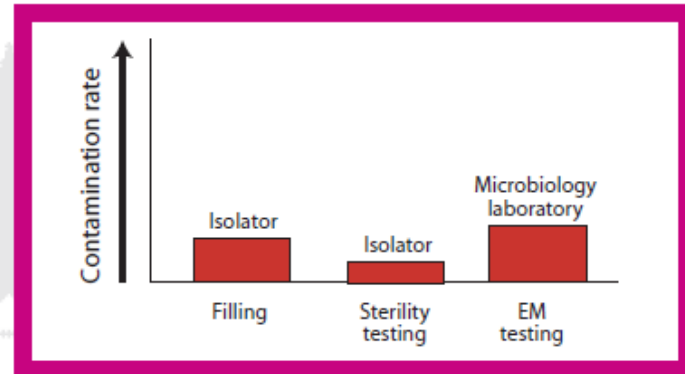 Contamination rate
Isolator
Isolator
Microbiology
laboratory
Filling
Sterility
testing
EM
testing